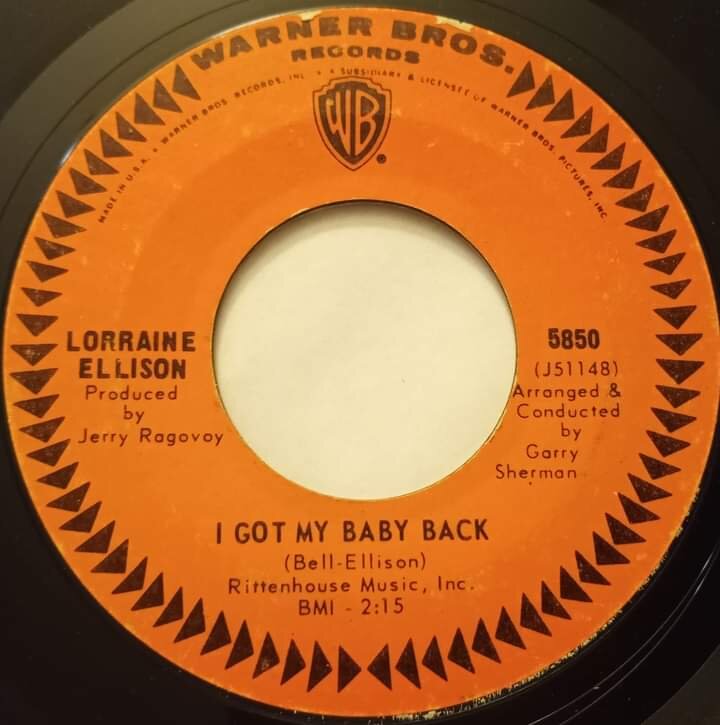 WARNER BROS.
RECORDS
MADE IN U.S.A. • WARNER BROS. RECORDS, INC. • A SUBSIDIARY & LICENSEE OF WARNER BROS. PICTURES, INC.
WB
®
LORRAINE
ELLISON
Produced
by
Jerry Ragovoy
5850
(J51148)
Arranged &
Conducted
by
Garry
Sherman
I GOT MY BABY BACK
(Bell-Ellison)
Rittenhouse Music, Inc.
BMI - 2:15